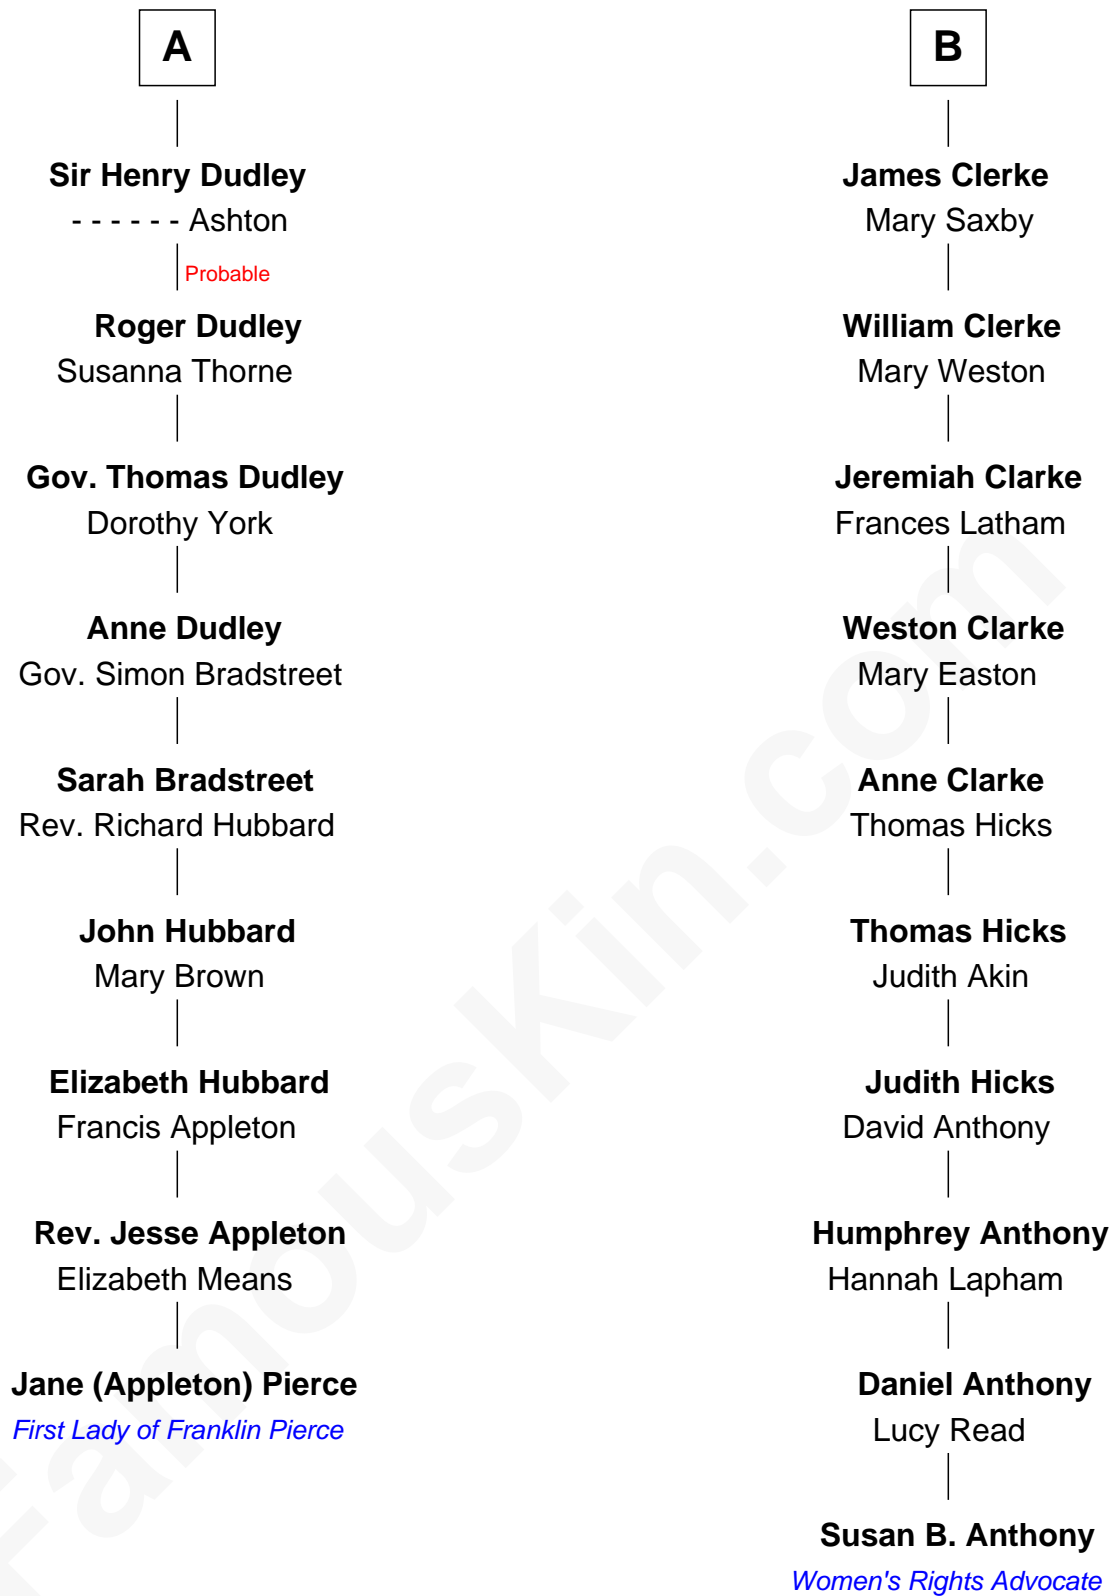 A
Sir Henry Dudley
- - - - - - Ashton
Probable
Roger Dudley
Susanna Thorne
Gov. Thomas Dudley
Dorothy York
Anne Dudley
Gov. Simon Bradstreet
Sarah Bradstreet
Rev. Richard Hubbard
John Hubbard
Mary Brown
Elizabeth Hubbard
Francis Appleton
Rev. Jesse Appleton
Elizabeth Means
Jane (Appleton) Pierce
First Lady of Franklin Pierce
B
James Clerke
Mary Saxby
William Clerke
Mary Weston
Jeremiah Clarke
Frances Latham
Weston Clarke
Mary Easton
Anne Clarke
Thomas Hicks
Thomas Hicks
Judith Akin
Judith Hicks
David Anthony
Humphrey Anthony
Hannah Lapham
Daniel Anthony
Lucy Read
Susan B. Anthony
Women's Rights Advocate
FamousKin.com